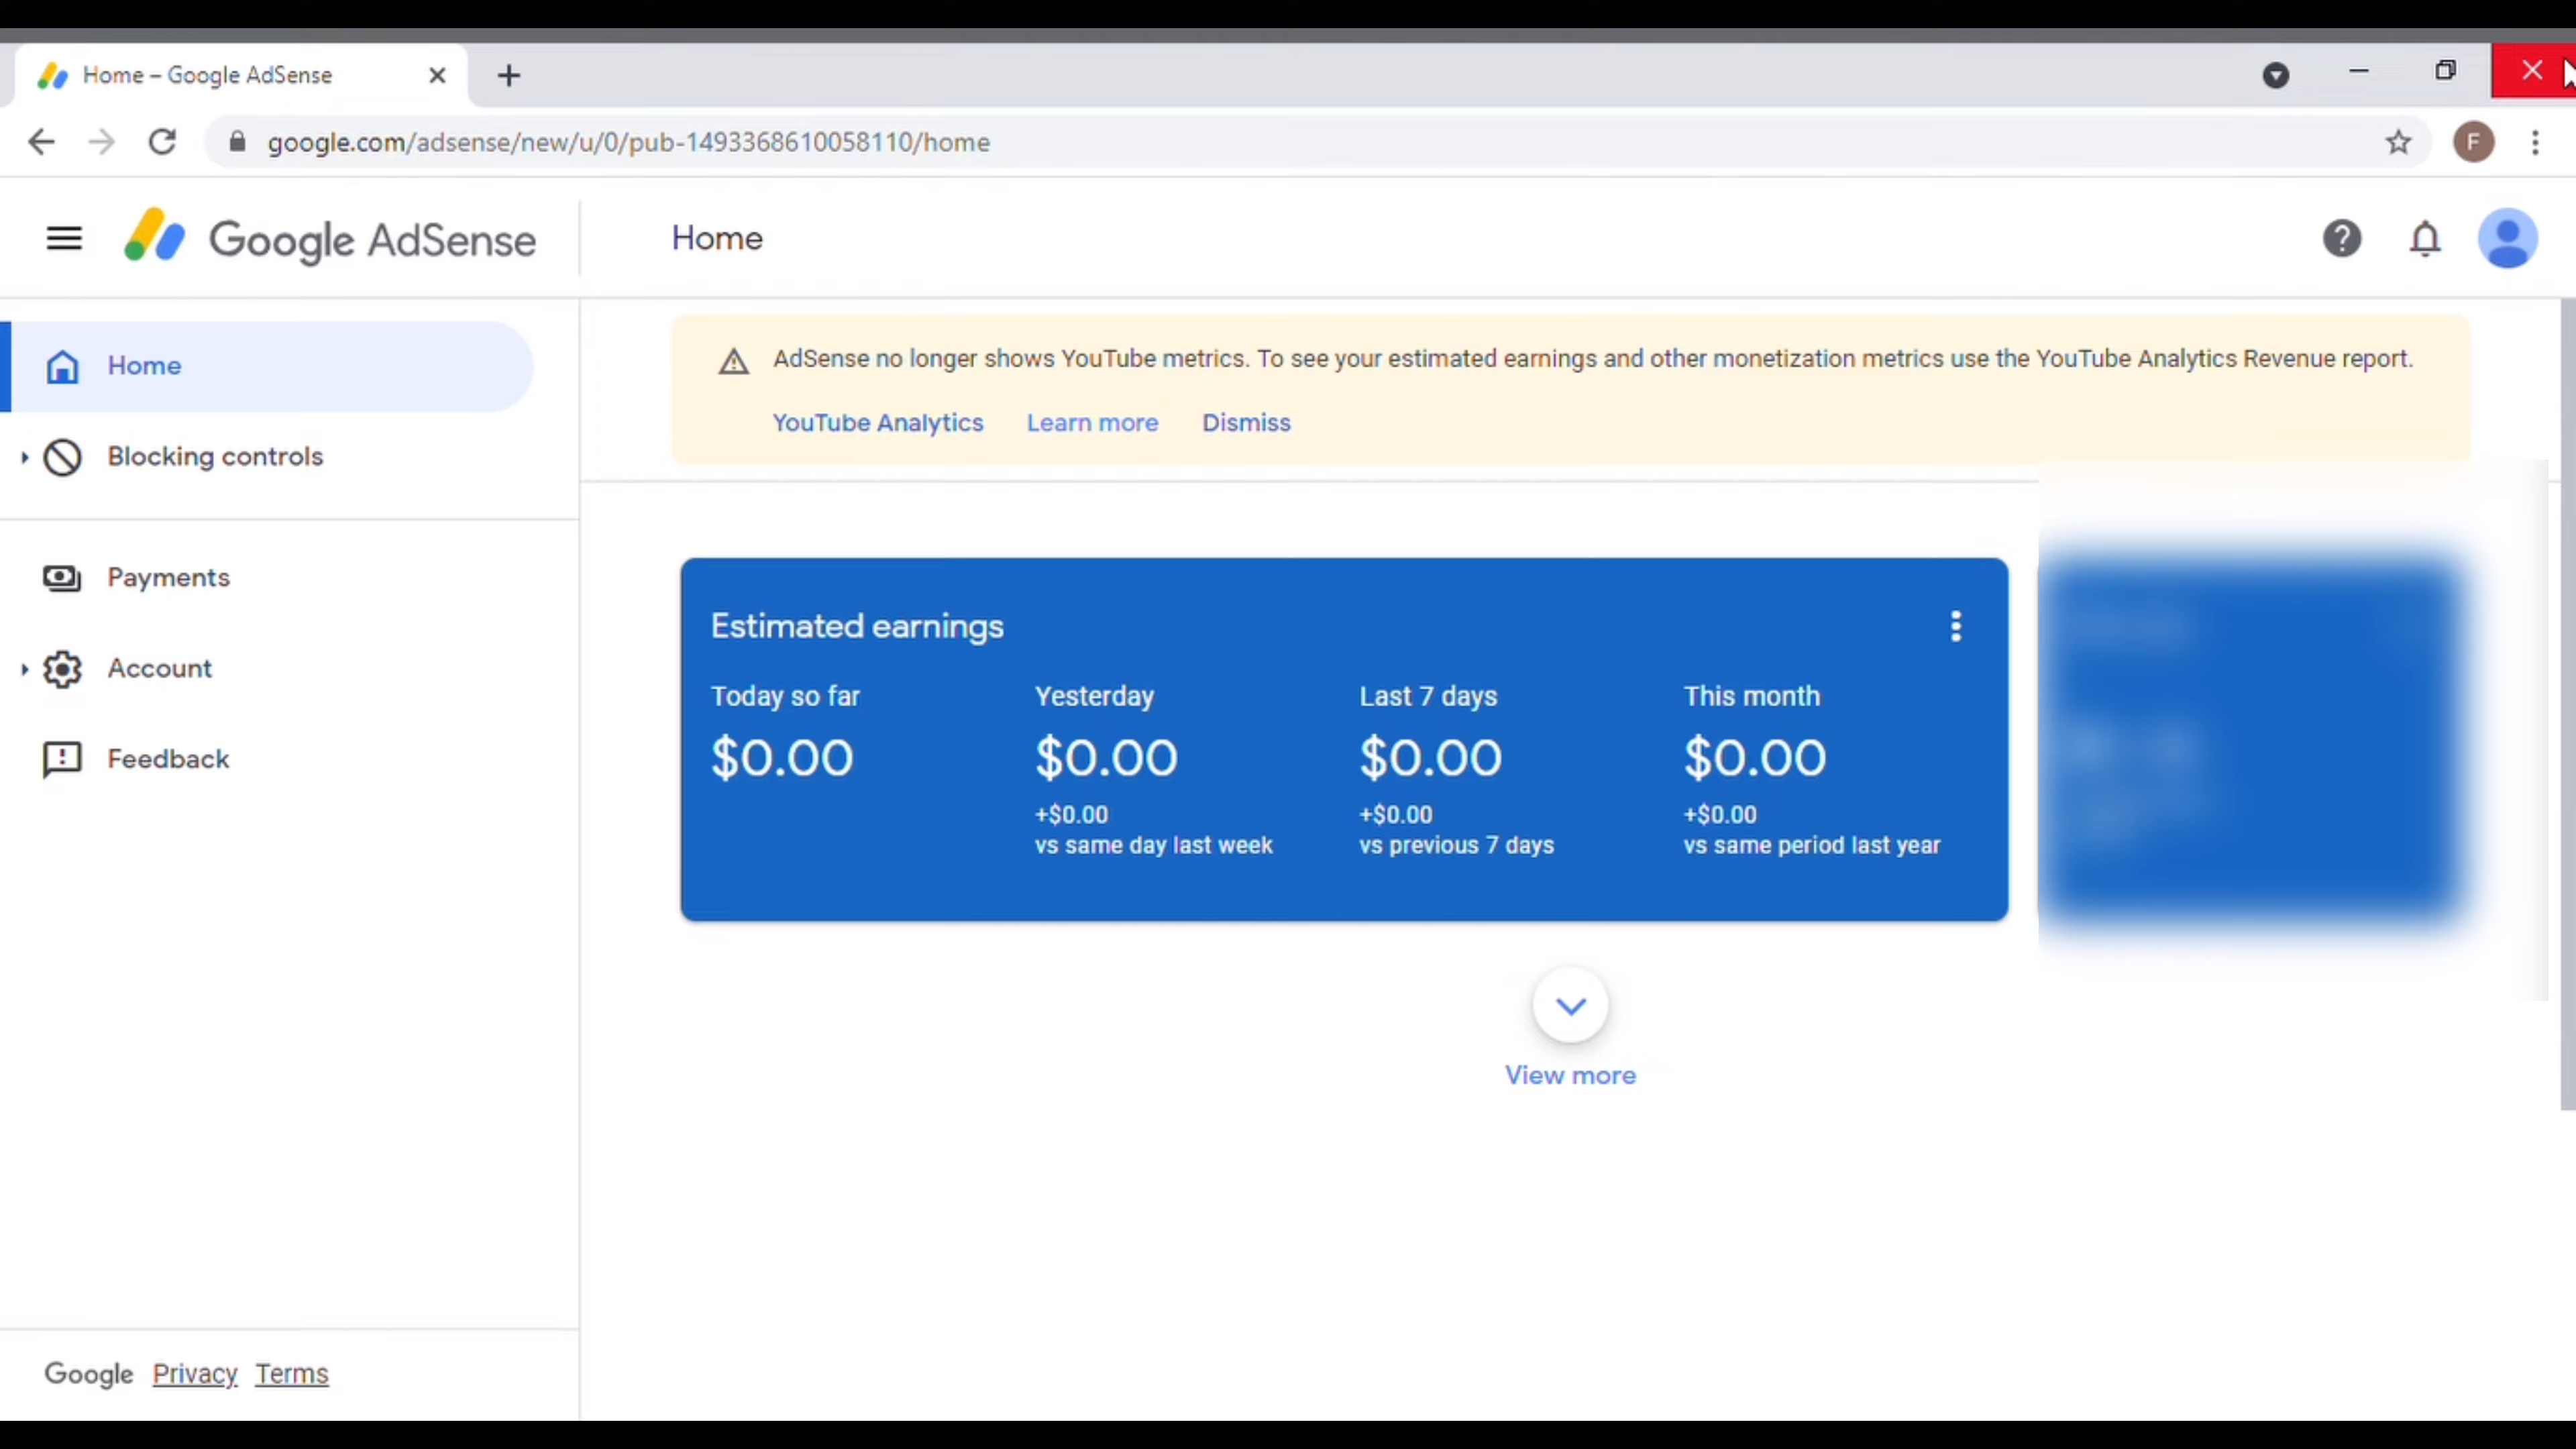 Home – Google AdSense
google.com/adsense/new/u/0/pub-1493368610058110/home
F
Google AdSense
Home
Home
Blocking controls
Payments
Account
Feedback
AdSense no longer shows YouTube metrics. To see your estimated earnings and other monetization metrics use the YouTube Analytics Revenue report.
YouTube Analytics Learn more Dismiss
Estimated earnings
Today so far Yesterday Last 7 days This month
$0.00 $0.00 $0.00 $0.00
+$0.00 +$0.00 +$0.00
vs same day last week vs previous 7 days vs same period last year
View more
Google Privacy Terms